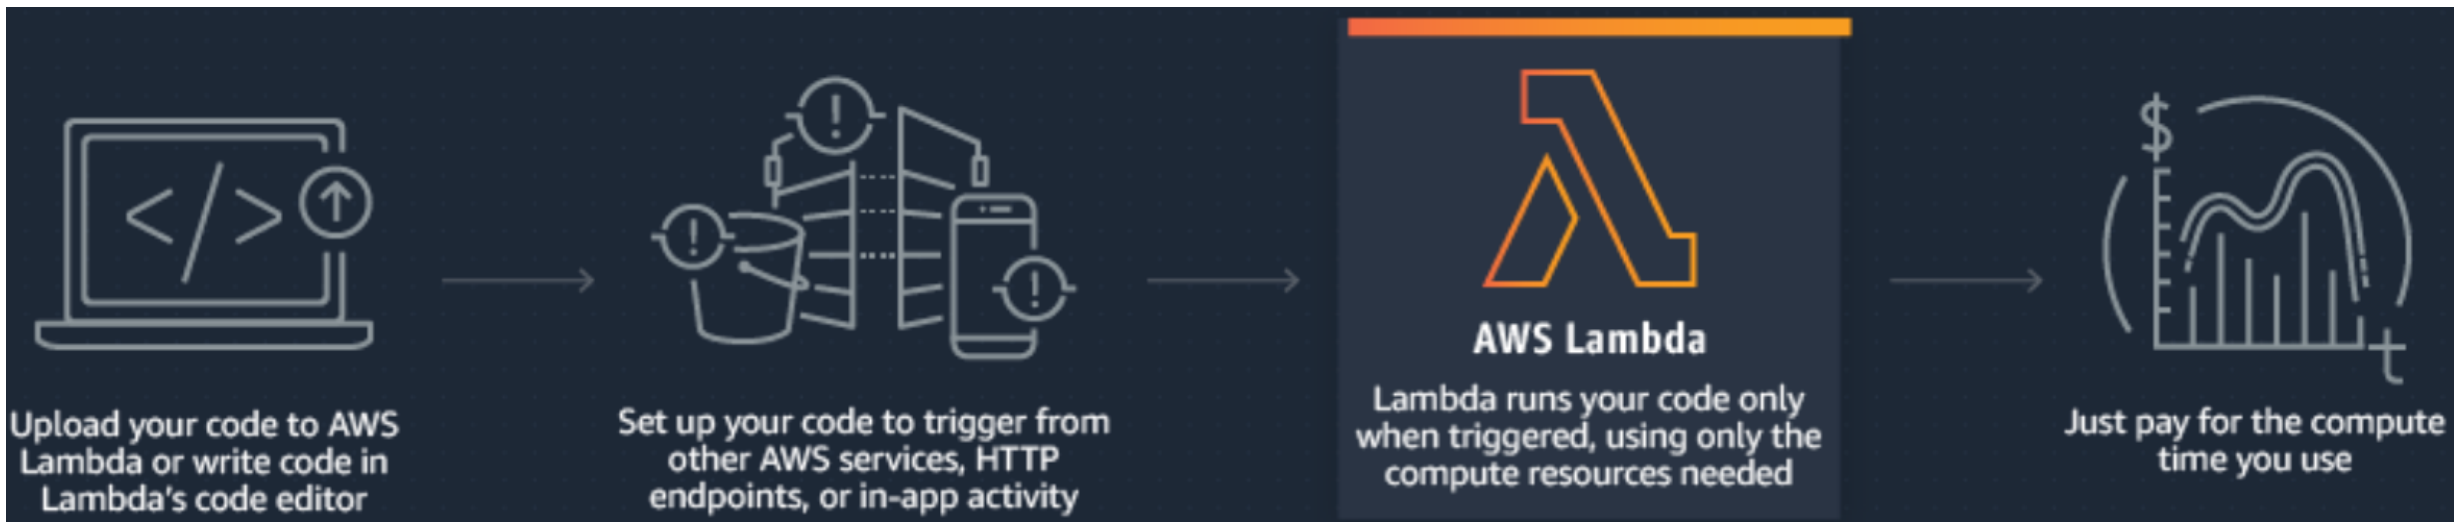 Upload your code to AWS
Lambda or write code in
Lambda's code editor
Set up your code to trigger from
other AWS services, HTTP
endpoints, or in-app activity
AWS Lambda
Lambda runs your code only
when triggered, using only the
compute resources needed
$
t
Just pay for the compute
time you use